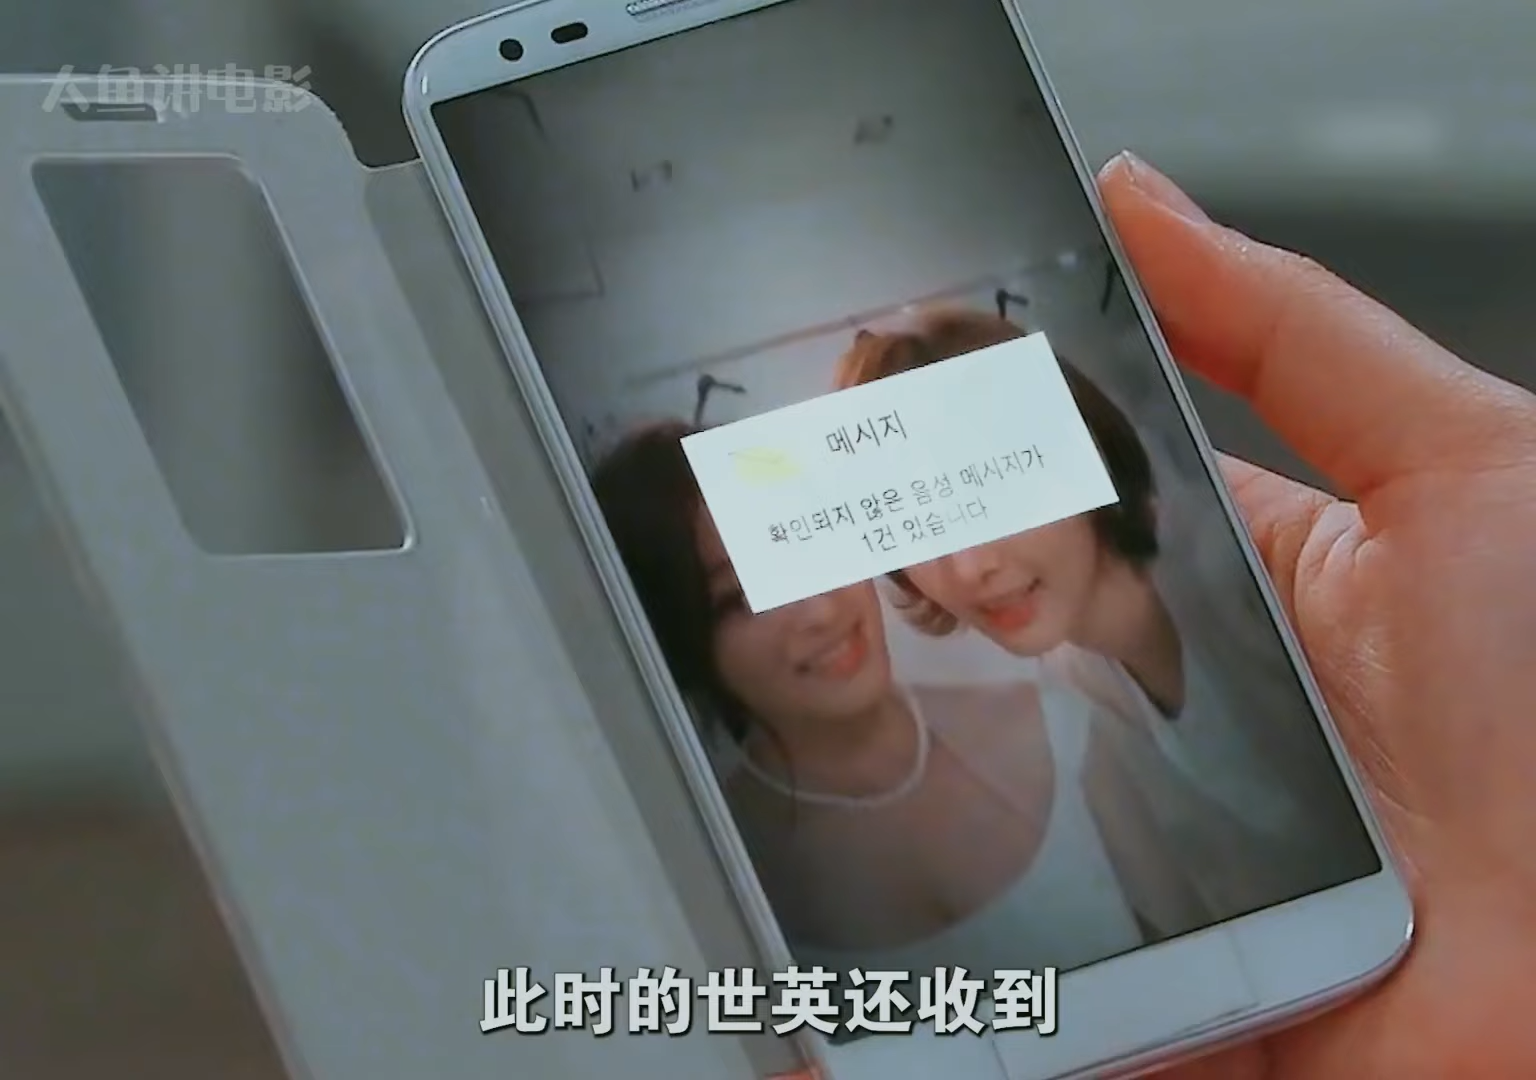 人鱼讲电影
메시지
확인되지 않은 음성 메시지가
1건 있습니다
此时的世英还收到